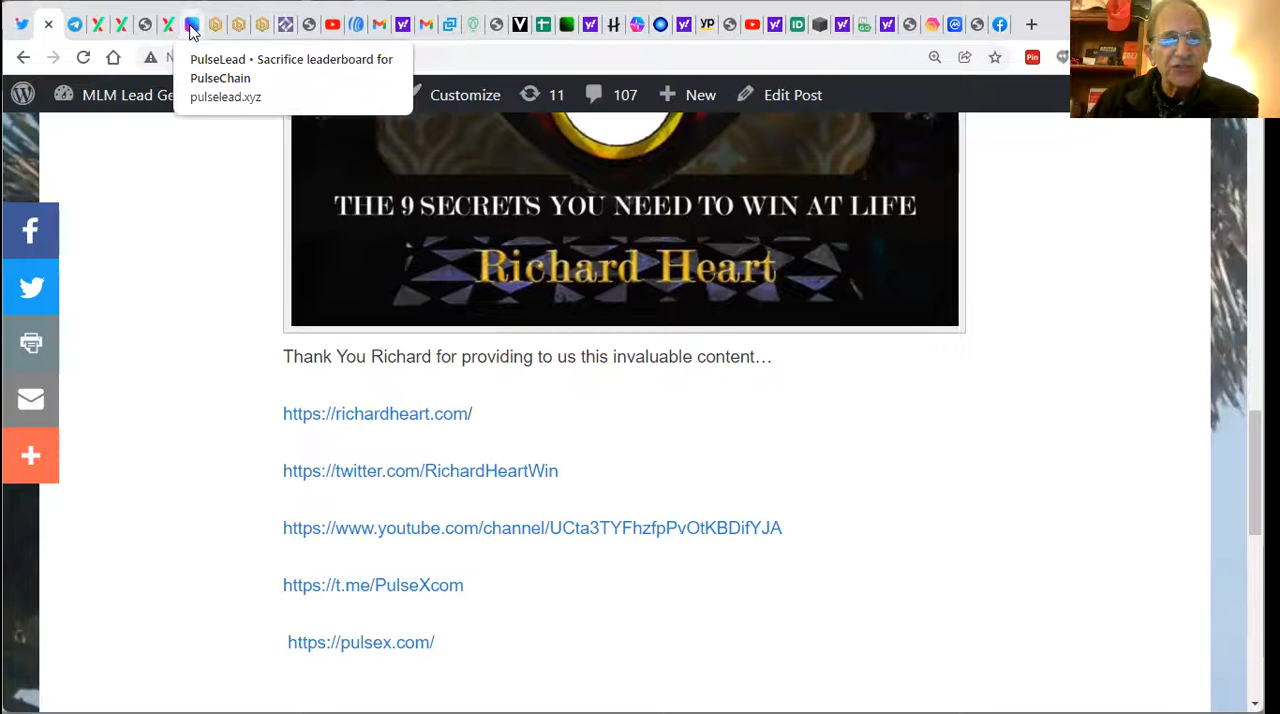 PulseLead • Sacrifice leaderboard for
PulseChain
pulselead.xyz
Pin
MLM Lead Ge
Customize
11
107
New
Edit Post
THE 9 SECRETS YOU NEED TO WIN AT LIFE
Richard Heart
Thank You Richard for providing to us this invaluable content…
https://richardheart.com/
https://twitter.com/RichardHeartWin
https://www.youtube.com/channel/UCta3TYFhzfpPvOtKBDifYJA
https://t.me/PulseXcom
https://pulsex.com/